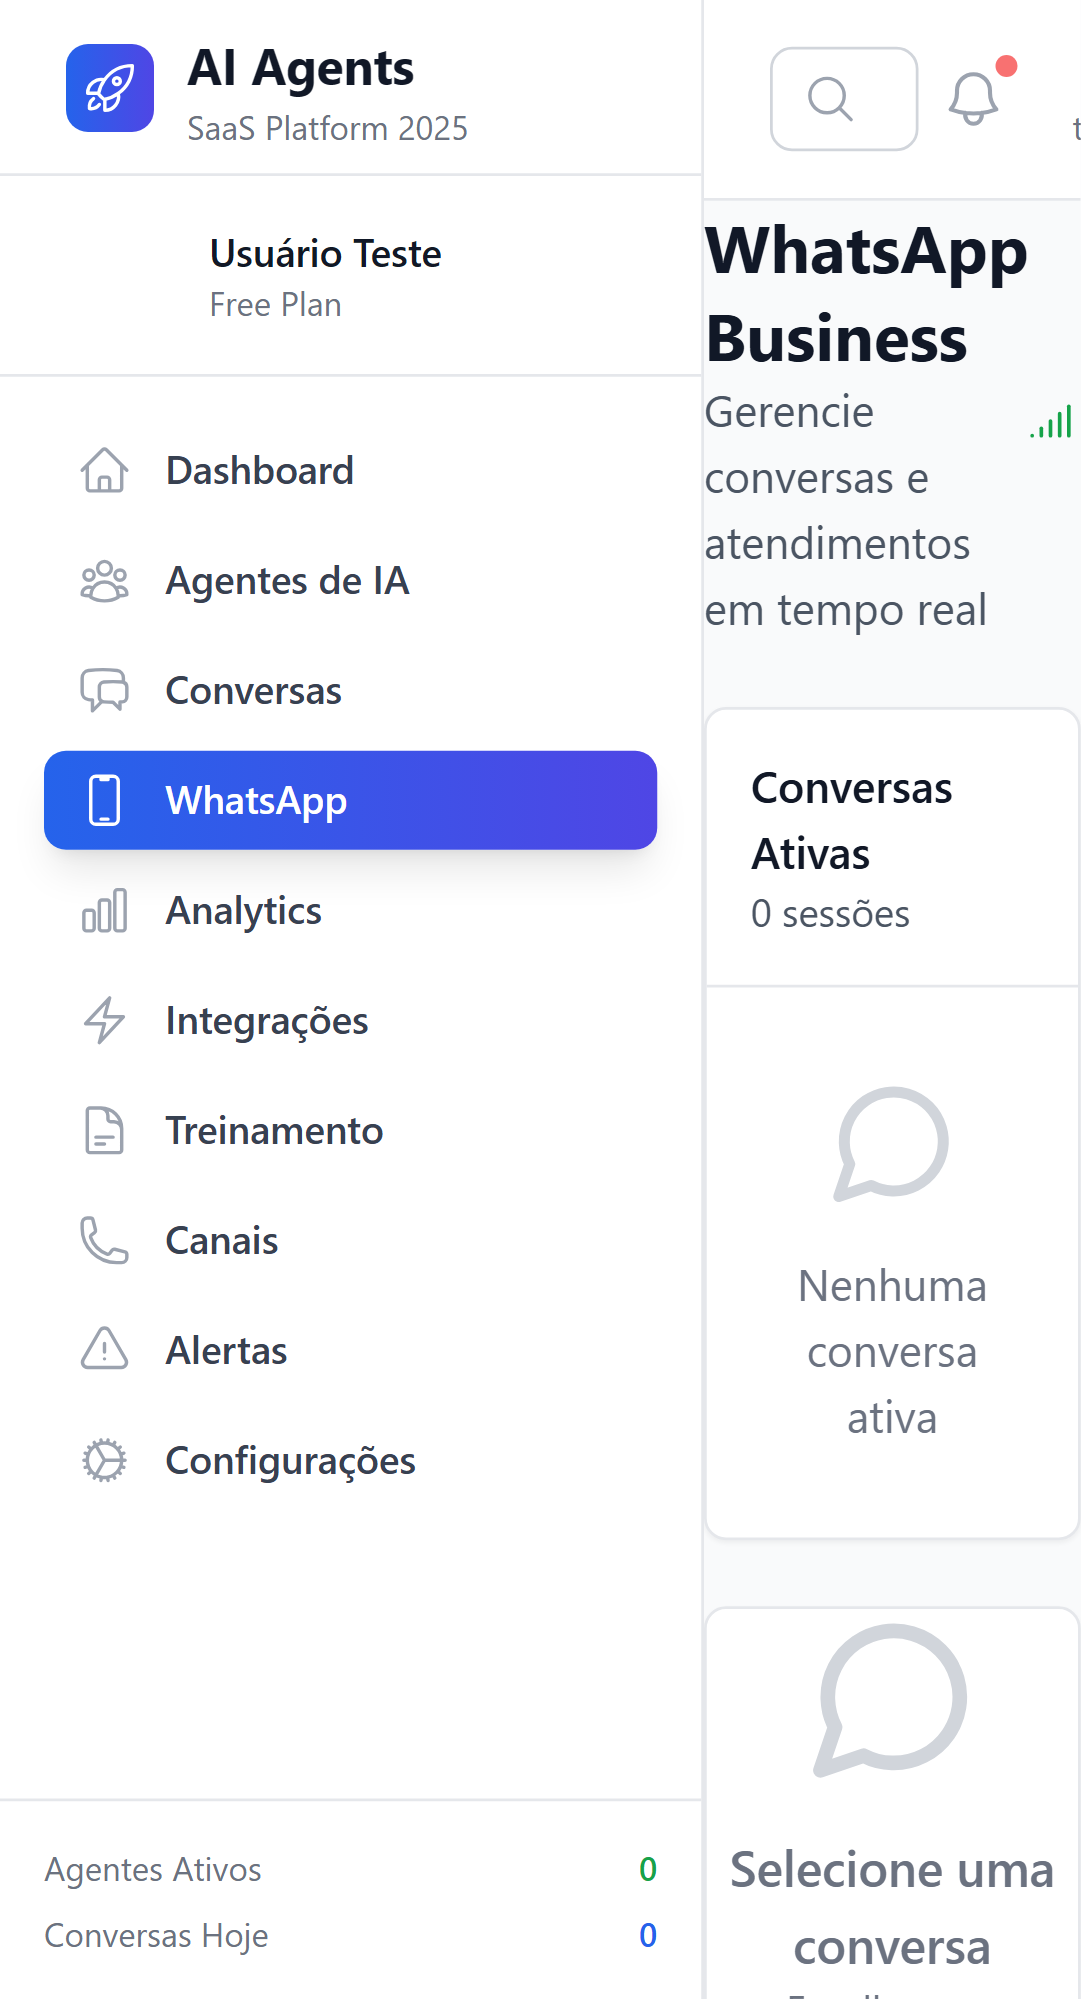 AI Agents
SaaS Platform 2025
Usuário Teste
Free Plan
Dashboard
Agentes de IA
Conversas
WhatsApp
Analytics
Integrações
Treinamento
Canais
Alertas
Configurações
Agentes Ativos 0
Conversas Hoje 0
WhatsApp
Business
Gerencie
conversas e
atendimentos
em tempo real
Conversas
Ativas
0 sessões
Nenhuma
conversa
ativa
Selecione uma
conversa